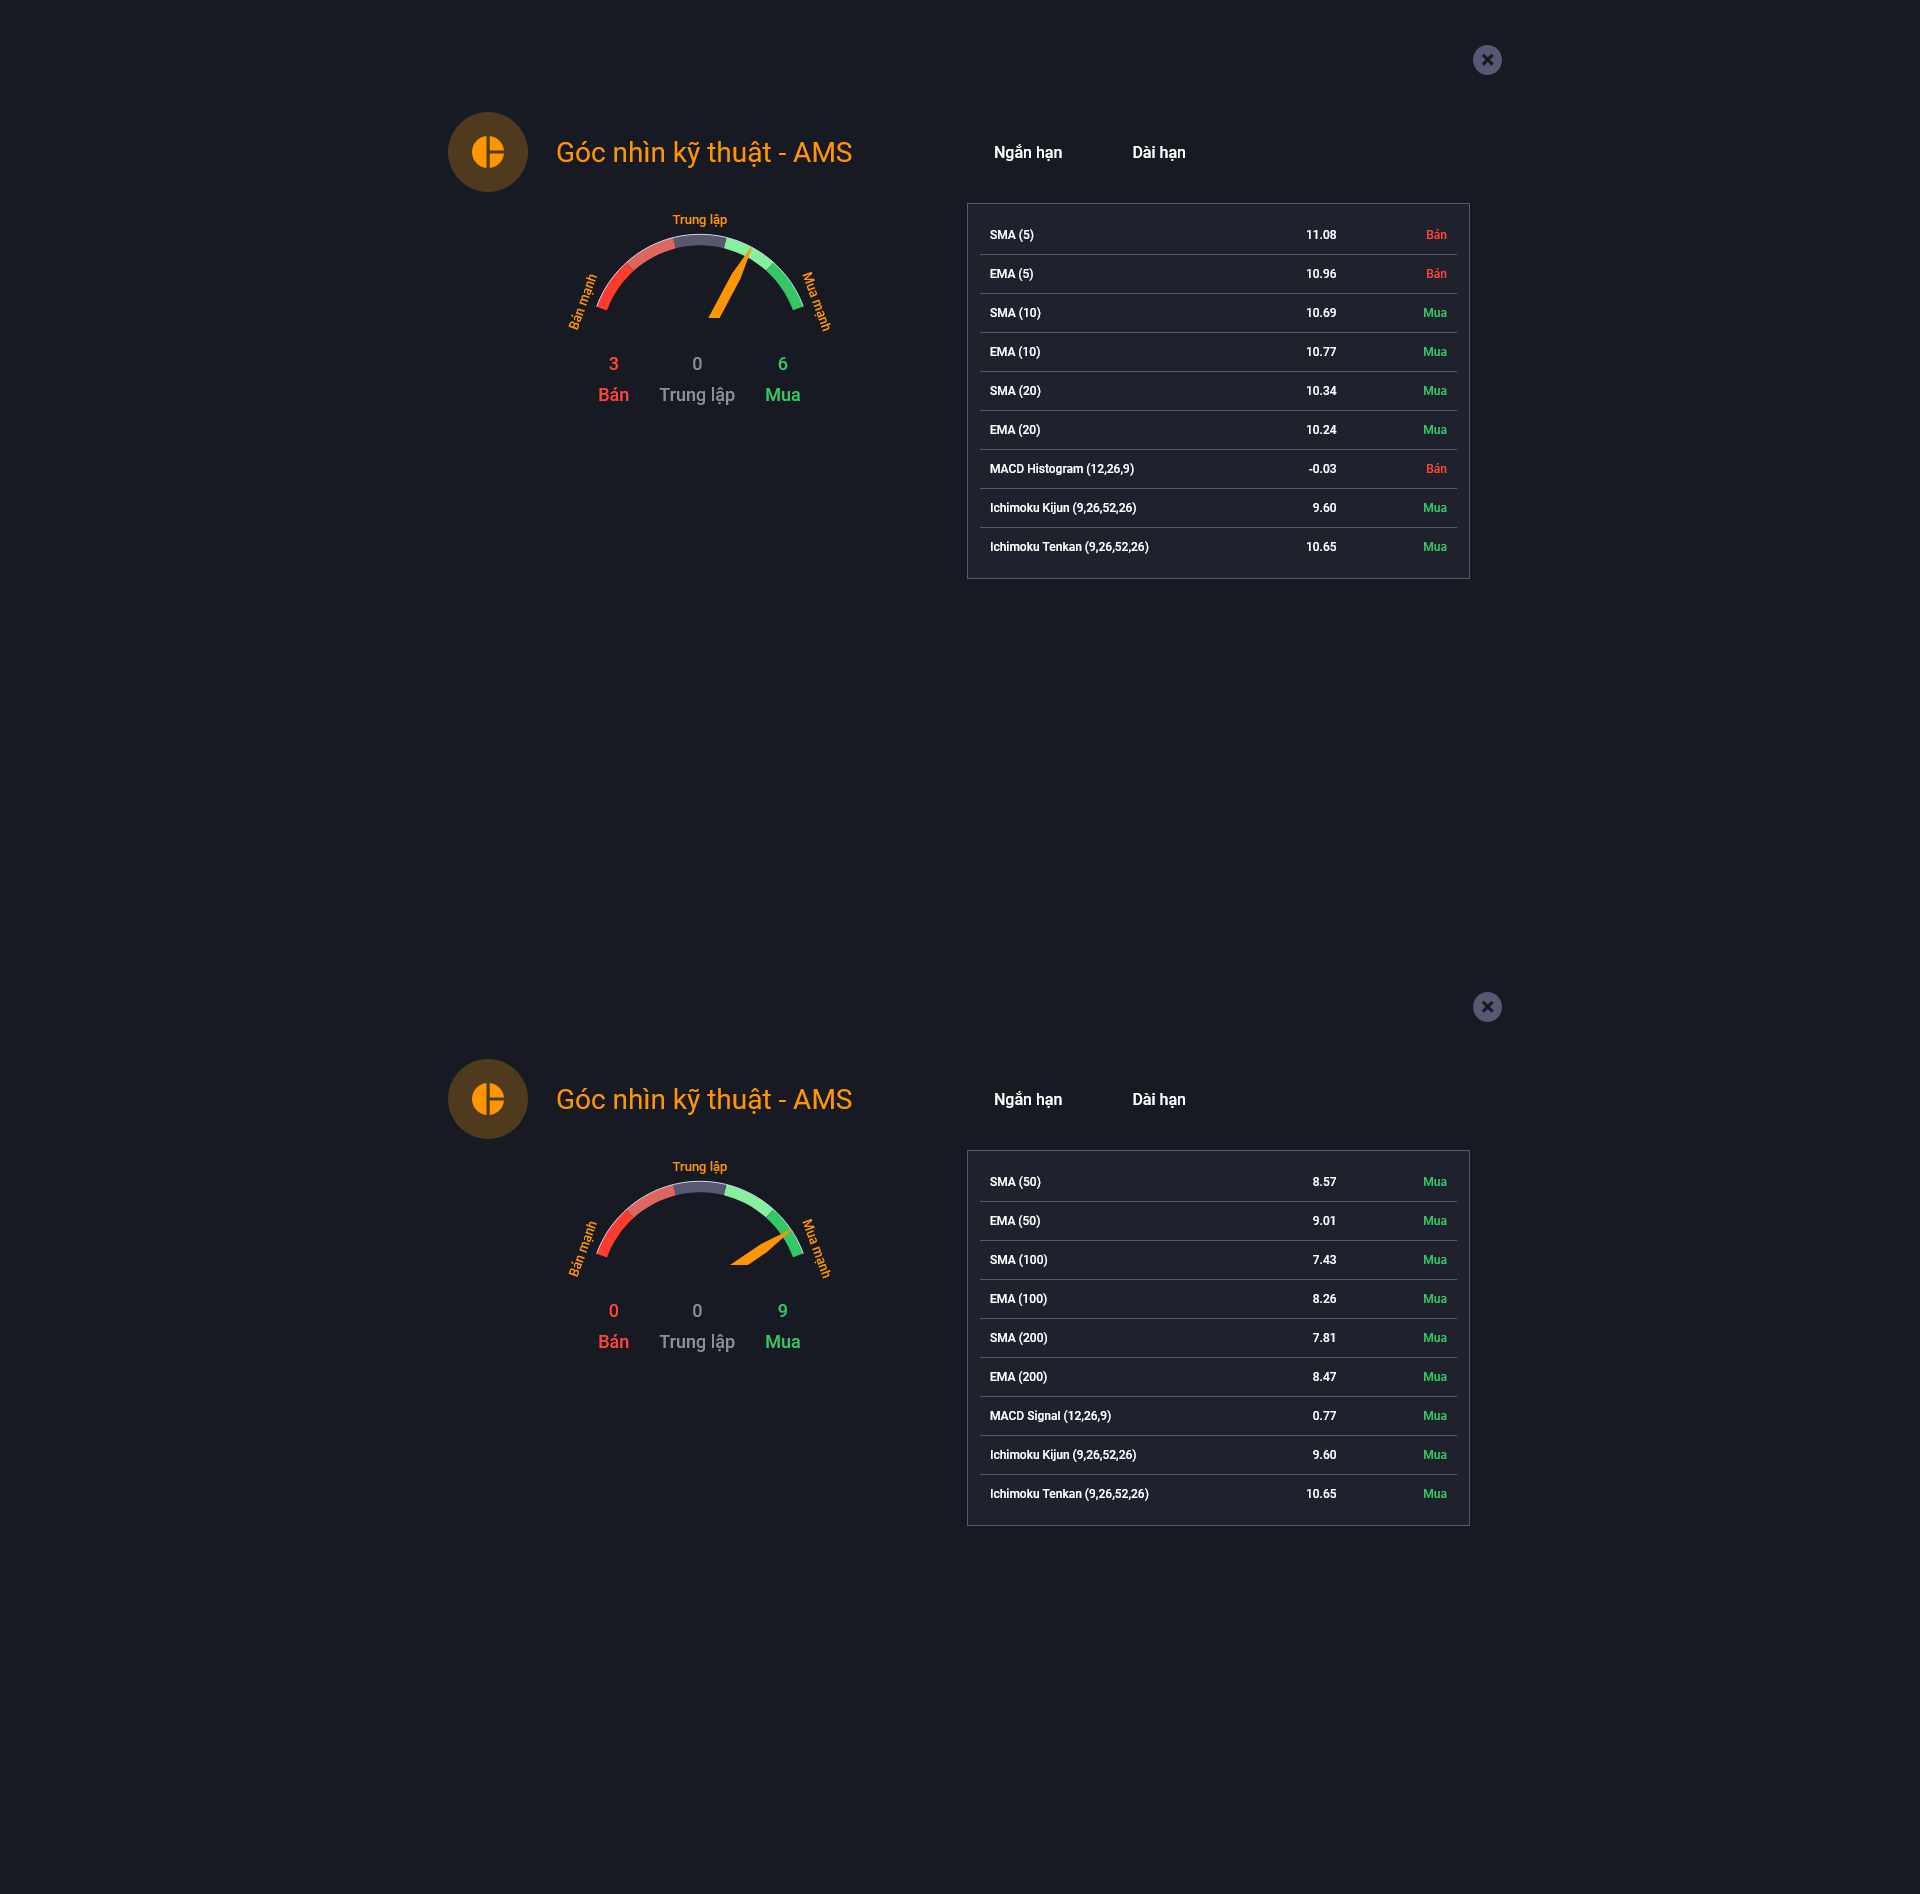 Góc nhìn kỹ thuật - AMS
Ngắn hạn Dài hạn
Trung lập
Bán mạnh
Mua mạnh
3 0 6
Bán Trung lập Mua
SMA (5) 11.08 Bán
EMA (5) 10.96 Bán
SMA (10) 10.69 Mua
EMA (10) 10.77 Mua
SMA (20) 10.34 Mua
EMA (20) 10.24 Mua
MACD Histogram (12,26,9) -0.03 Bán
Ichimoku Kijun (9,26,52,26) 9.60 Mua
Ichimoku Tenkan (9,26,52,26) 10.65 Mua
Góc nhìn kỹ thuật - AMS
Ngắn hạn Dài hạn
Trung lập
Bán mạnh
Mua mạnh
0 0 9
Bán Trung lập Mua
SMA (50) 8.57 Mua
EMA (50) 9.01 Mua
SMA (100) 7.43 Mua
EMA (100) 8.26 Mua
SMA (200) 7.81 Mua
EMA (200) 8.47 Mua
MACD Signal (12,26,9) 0.77 Mua
Ichimoku Kijun (9,26,52,26) 9.60 Mua
Ichimoku Tenkan (9,26,52,26) 10.65 Mua